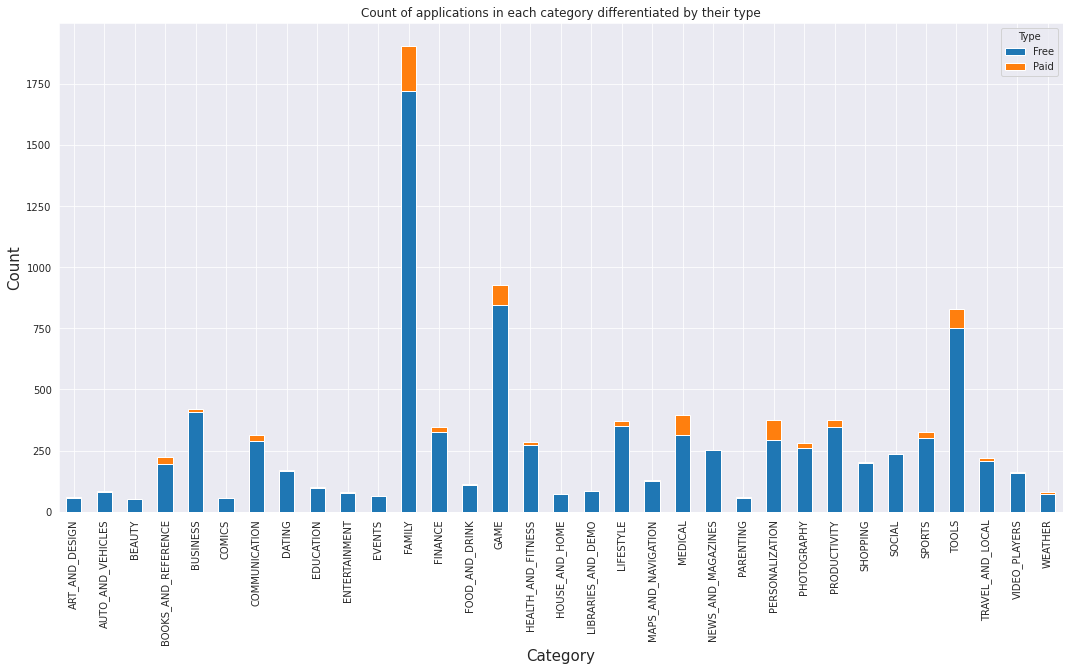 Count of applications in each category differentiated by their type
Type
Free
Paid
1750
1500
1250
1000
750
500
250
0
Count
ART_AND_DESIGN
AUTO_AND_VEHICLES
BEAUTY
BOOKS_AND_REFERENCE
BUSINESS
COMICS
COMMUNICATION
DATING
EDUCATION
ENTERTAINMENT
EVENTS
FAMILY
FINANCE
FOOD_AND_DRINK
GAME
HEALTH_AND_FITNESS
HOUSE_AND_HOME
LIBRARIES_AND_DEMO
LIFESTYLE
MAPS_AND_NAVIGATION
MEDICAL
NEWS_AND_MAGAZINES
PARENTING
PERSONALIZATION
PHOTOGRAPHY
PRODUCTIVITY
SHOPPING
SOCIAL
SPORTS
TOOLS
TRAVEL_AND_LOCAL
VIDEO_PLAYERS
WEATHER
Category